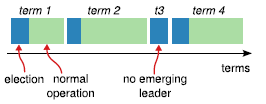 term 1 term 2 t3 term 4
terms
election normal operation no emerging leader